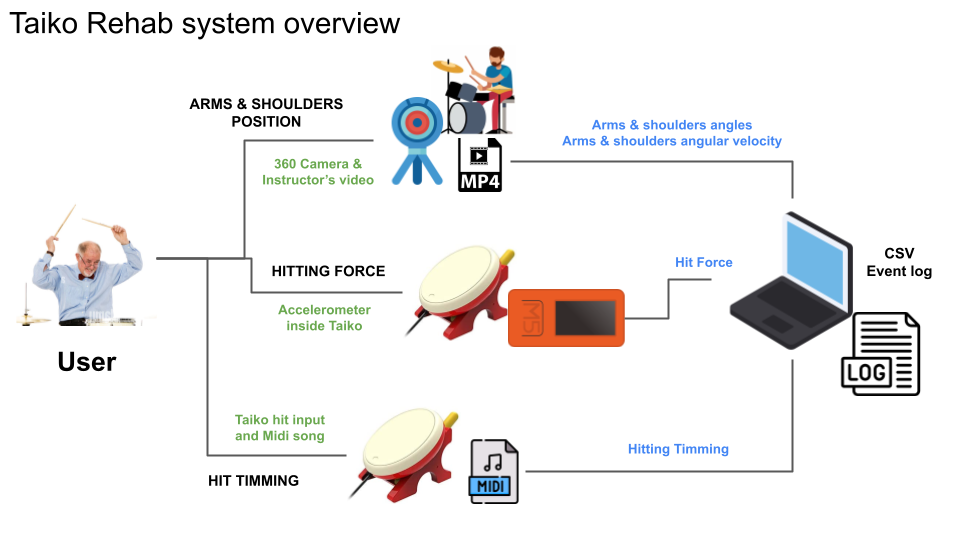 Taiko Rehab system overview
ARMS & SHOULDERS
POSITION
360 Camera &
Instructor's video
MP4
Arms & shoulders angles
Arms & shoulders angular velocity
User
HITTING FORCE
Accelerometer
inside Taiko
M5
Hit Force
CSV
Event log
LOG
Taiko hit input
and Midi song
HIT TIMMING
MIDI
Hitting Timming